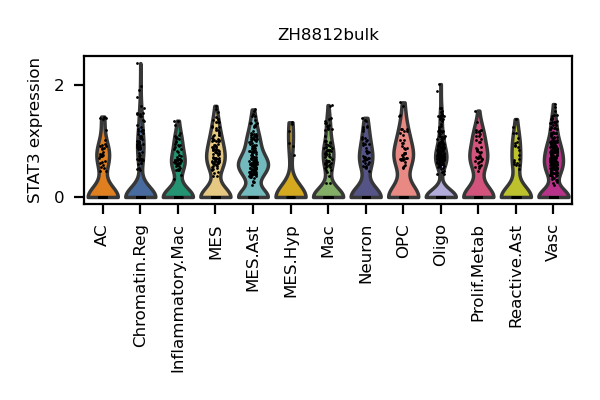 ZH8812bulk
STAT3 expression
2
0
AC
Chromatin.Reg
Inflammatory.Mac
MES
MES.Ast
MES.Hyp
Mac
Neuron
OPC
Oligo
Prolif.Metab
Reactive.Ast
Vasc